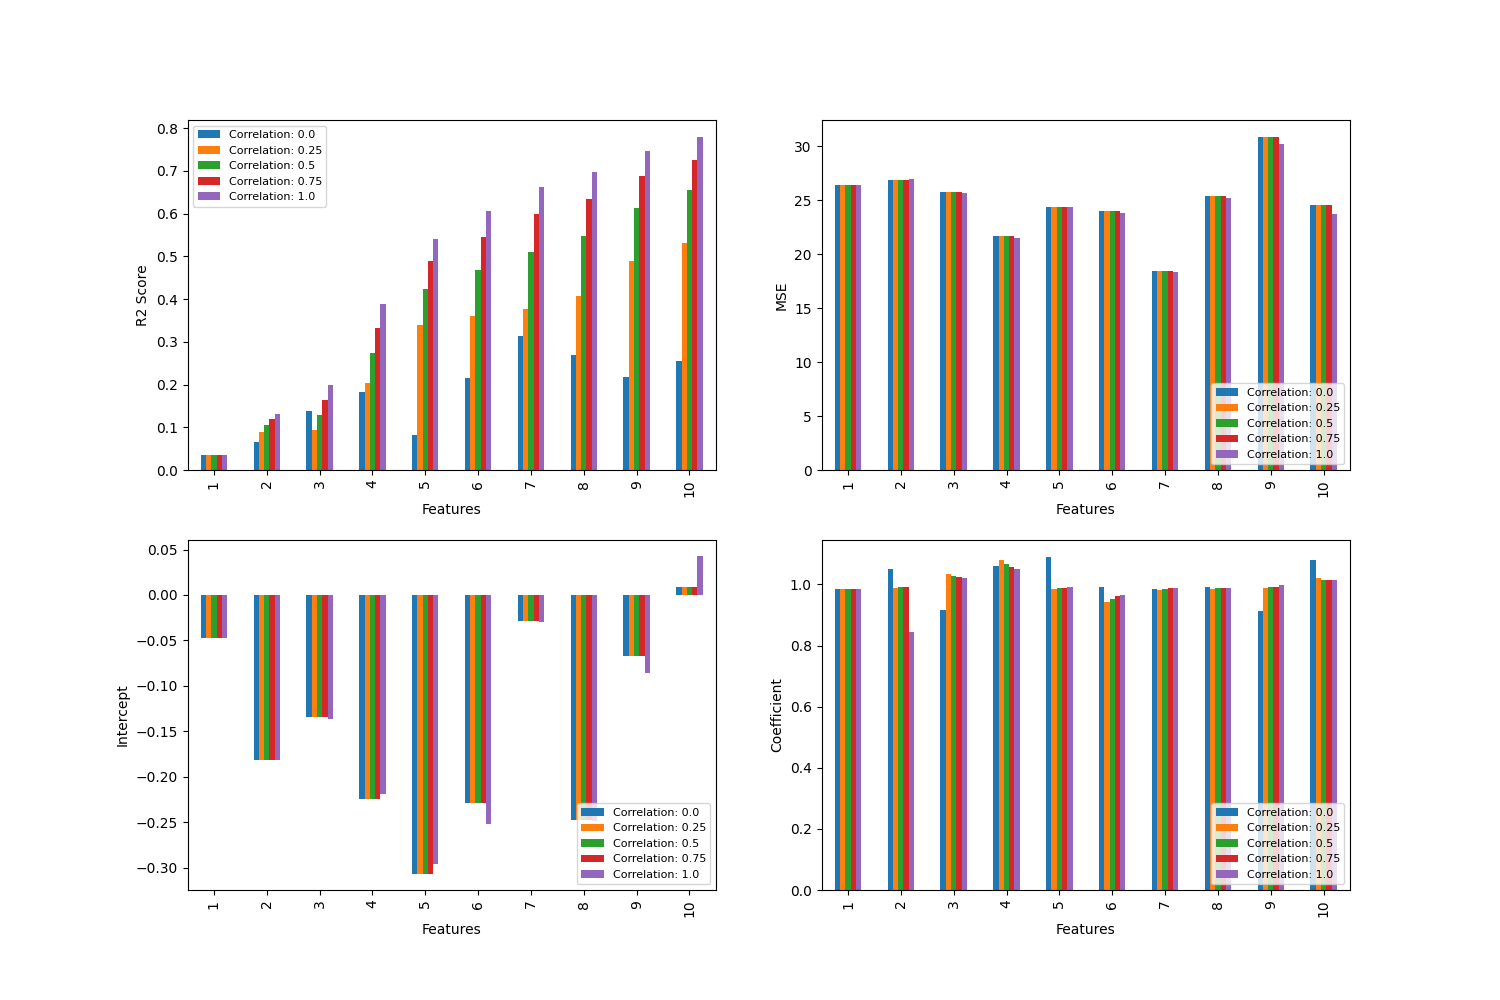 0.8
0.7
0.6
0.5
0.4
0.3
0.2
0.1
0.0
R2 Score
Correlation: 0.0
Correlation: 0.25
Correlation: 0.5
Correlation: 0.75
Correlation: 1.0
1 2 3 4 5 6 7 8 9 10
Features
30
25
20
15
10
5
0
MSE
Correlation: 0.0
Correlation: 0.25
Correlation: 0.5
Correlation: 0.75
Correlation: 1.0
1 2 3 4 5 6 7 8 9 10
Features
0.05
0.00
−0.05
−0.10
−0.15
−0.20
−0.25
−0.30
Intercept
Correlation: 0.0
Correlation: 0.25
Correlation: 0.5
Correlation: 0.75
Correlation: 1.0
1 2 3 4 5 6 7 8 9 10
Features
1.0
0.8
0.6
0.4
0.2
0.0
Coefficient
Correlation: 0.0
Correlation: 0.25
Correlation: 0.5
Correlation: 0.75
Correlation: 1.0
1 2 3 4 5 6 7 8 9 10
Features